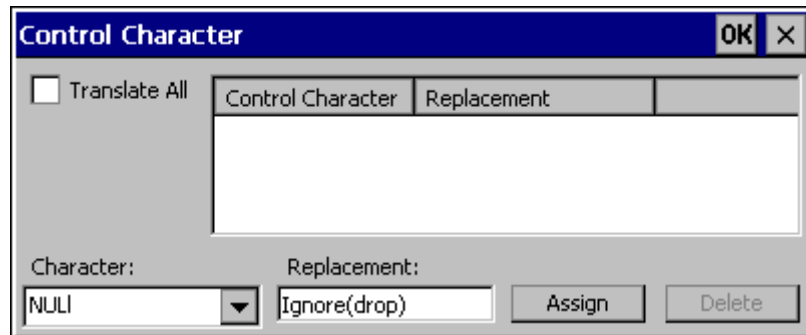 Control Character OK ×
Translate All
Control Character Replacement
Character: Replacement:
NULl Ignore(drop) Assign Delete